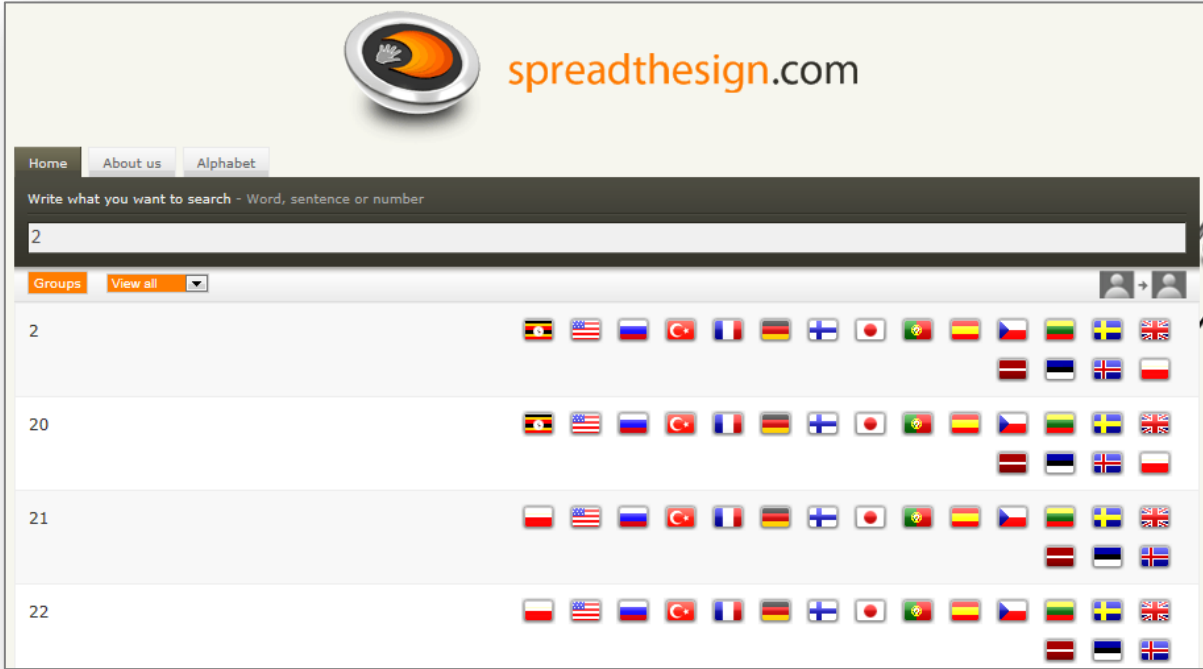 spreadthesign.com
Home About us Alphabet
Write what you want to search - Word, sentence or number
2
Groups View all
2
20
21
22